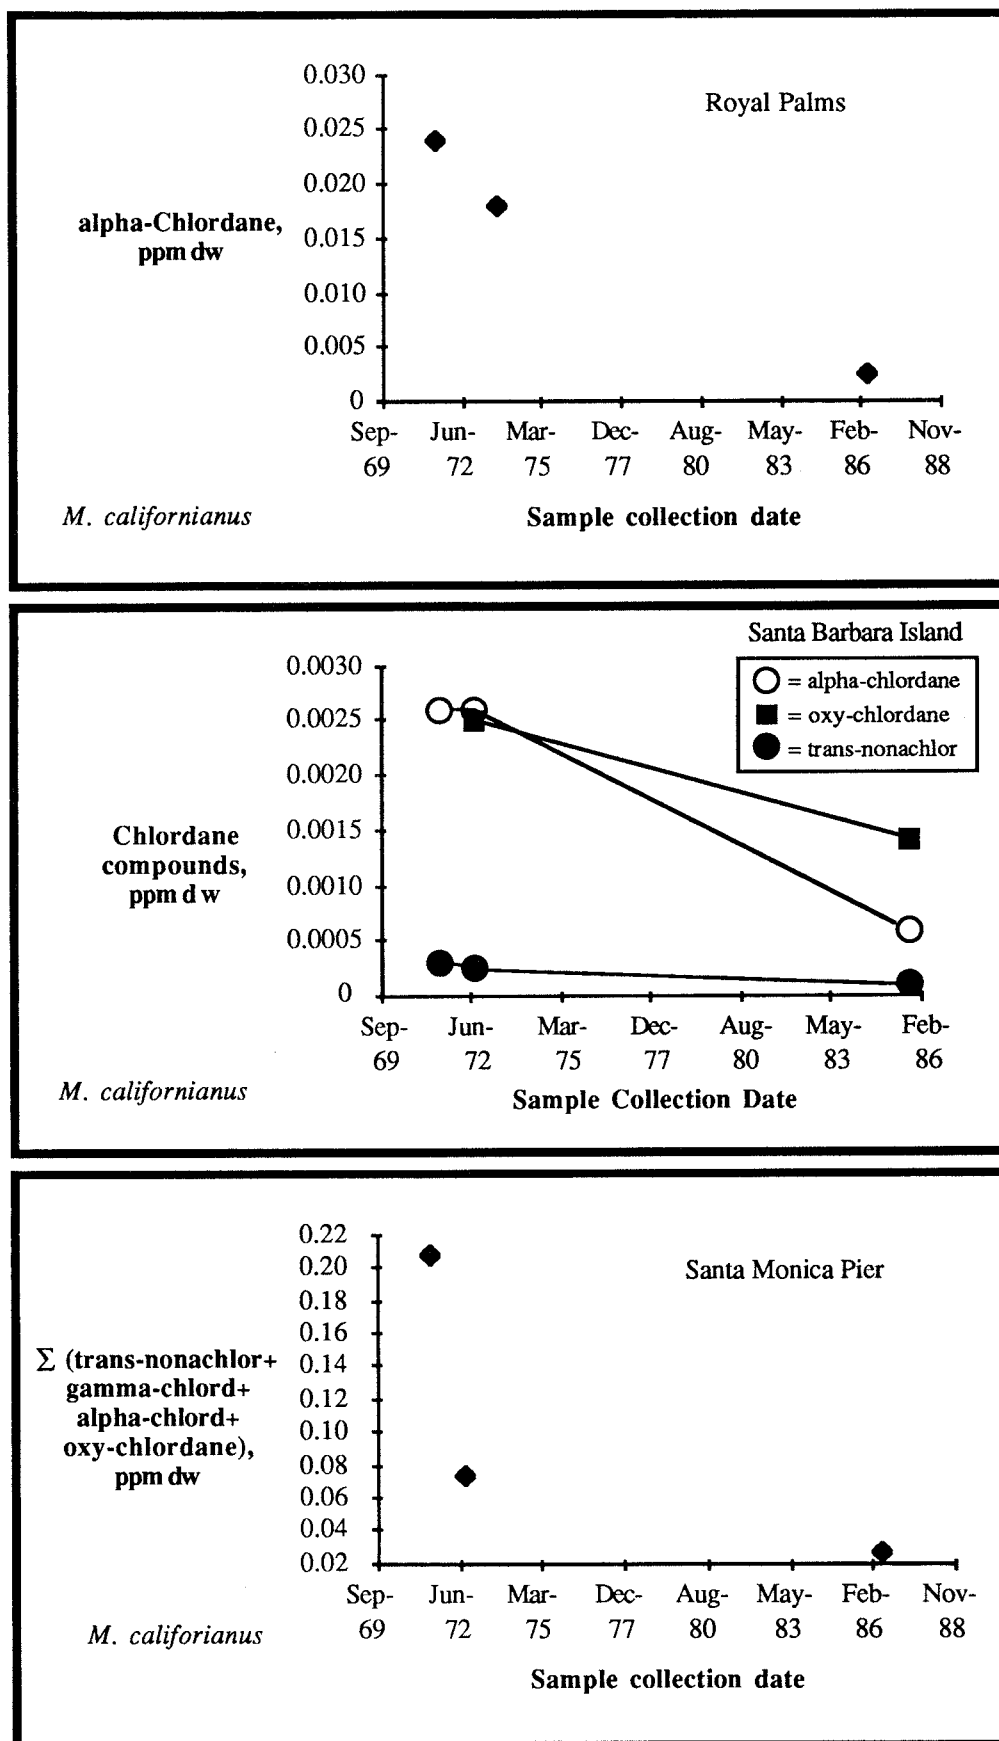 Royal Palms
0.030
0.025
0.020
0.015
0.010
0.005
0
alpha-Chlordane,
ppm dw
Sep- Jun- Mar- Dec- Aug- May- Feb- Nov-
69 72 75 77 80 83 86 88
M. californianus
Sample collection date
Santa Barbara Island
= alpha-chlordane
= oxy-chlordane
= trans-nonachlor
0.0030
0.0025
0.0020
0.0015
0.0010
0.0005
0
Chlordane
compounds,
ppm d w
Sep- Jun- Mar- Dec- Aug- May- Feb-
69 72 75 77 80 83 86
M. californianus
Sample Collection Date
Santa Monica Pier
0.22
0.20
0.18
0.16
0.14
0.12
0.10
0.08
0.06
0.04
0.02
Σ (trans-nonachlor+
gamma-chlord+
alpha-chlord+
oxy-chlordane),
ppm dw
Sep- Jun- Mar- Dec- Aug- May- Feb- Nov-
69 72 75 77 80 83 86 88
M. califorianus
Sample collection date